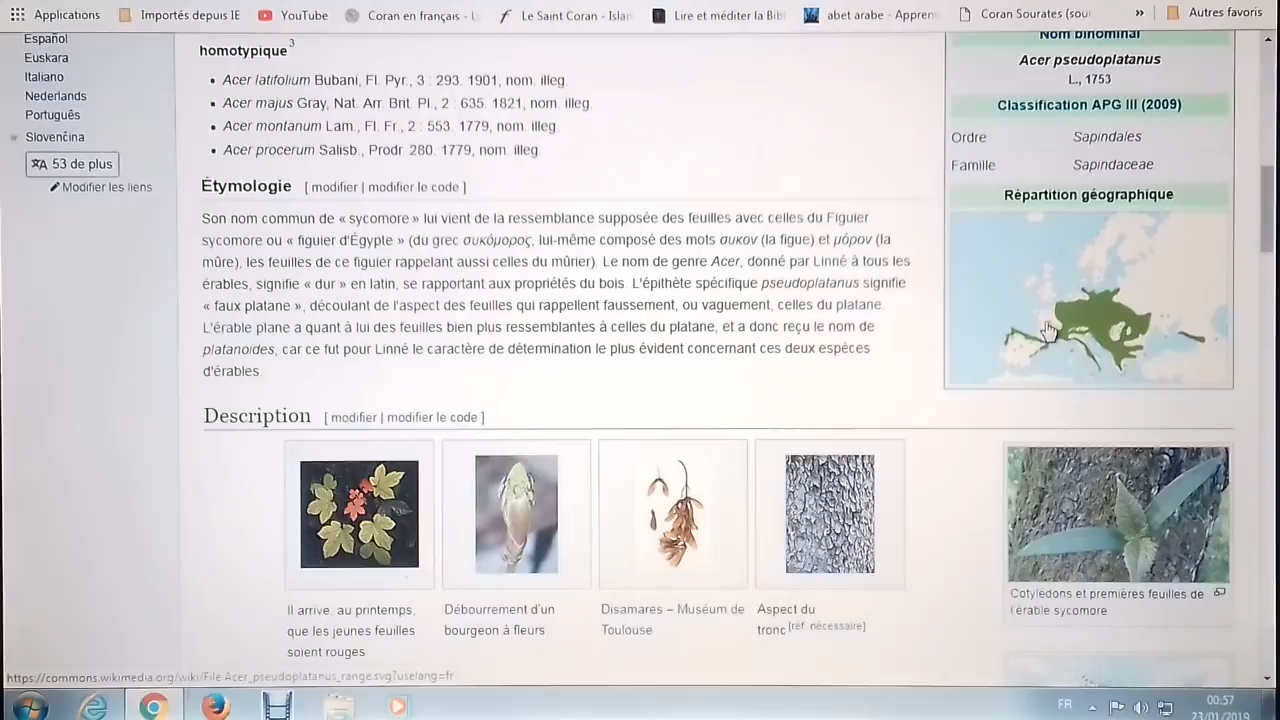 Applications Importés depuis IE YouTube Coran en français - L Le Saint Coran - Islan Lire et méditer la Bib abet arabe - Appren Coran Sourates (sour » Autres favoris
Español
Euskara
Italiano
Nederlands
Português
Slovenčina
53 de plus
Modifier les liens
homotypique3
• Acer latifolium Bubani, Fl. Pyr., 3 : 293. 1901, nom. illeg.
• Acer majus Gray, Nat. Arr. Brit. Pl., 2 : 635. 1821, nom. illeg.
• Acer montanum Lam., Fl. Fr., 2 : 553. 1779, nom. illeg.
• Acer procerum Salisb., Prodr. 280. 1779, nom. illeg.
Étymologie [ modifier | modifier le code ]
Son nom commun de « sycomore » lui vient de la ressemblance supposée des feuilles avec celles du Figuier
sycomore ou « figuier d'Égypte » (du grec συκόμορος, lui-même composé des mots συκον (la figue) et μόρον (la
mûre), les feuilles de ce figuier rappelant aussi celles du mûrier). Le nom de genre Acer, donné par Linné à tous les
érables, signifie « dur » en latin, se rapportant aux propriétés du bois. L'épithète spécifique pseudoplatanus signifie
« faux platane », découlant de l'aspect des feuilles qui rappellent faussement, ou vaguement, celles du platane.
L'érable plane a quant à lui des feuilles bien plus ressemblantes à celles du platane, et a donc reçu le nom de
platanoides, car ce fut pour Linné le caractère de détermination le plus évident concernant ces deux espèces
d'érables.
Nom binominal
Acer pseudoplatanus
L., 1753
Classification APG III (2009)
Ordre Sapindales
Famille Sapindaceae
Répartition géographique
Description [ modifier | modifier le code ]
Il arrive, au printemps,
que les jeunes feuilles
soient rouges
Débourrement d'un
bourgeon à fleurs
Disamares – Muséum de
Toulouse
Aspect du
tronc[réf. nécessaire]
Cotylédons et premières feuilles de
l'érable sycomore
https://commons.wikimedia.org/wiki/File:Acer_pseudoplatanus_range.svg?uselang=fr
FR
00:57
23/01/2019